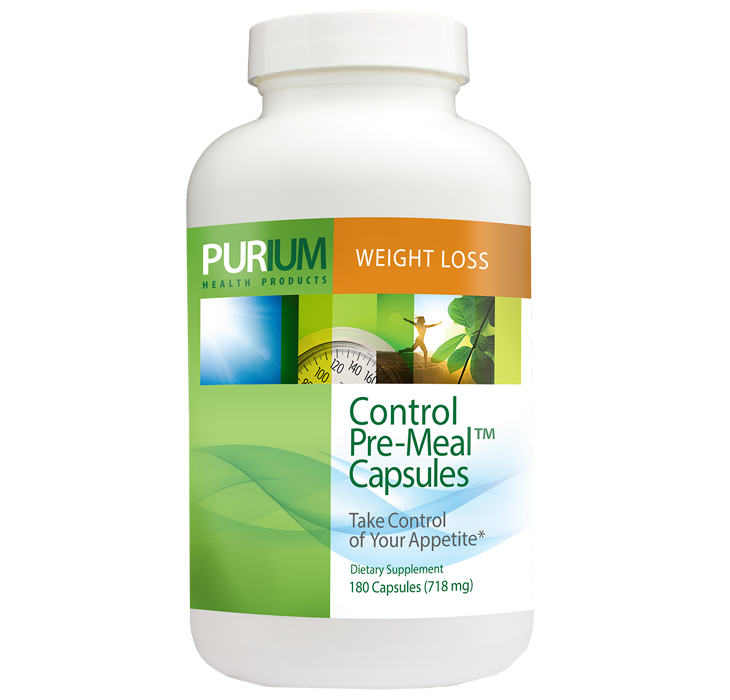 PURIUM
HEALTH PRODUCTS
WEIGHT LOSS
80 100 120 140 160
Control
Pre-Meal™
Capsules
Take Control
of Your Appetite*
Dietary Supplement
180 Capsules (718 mg)